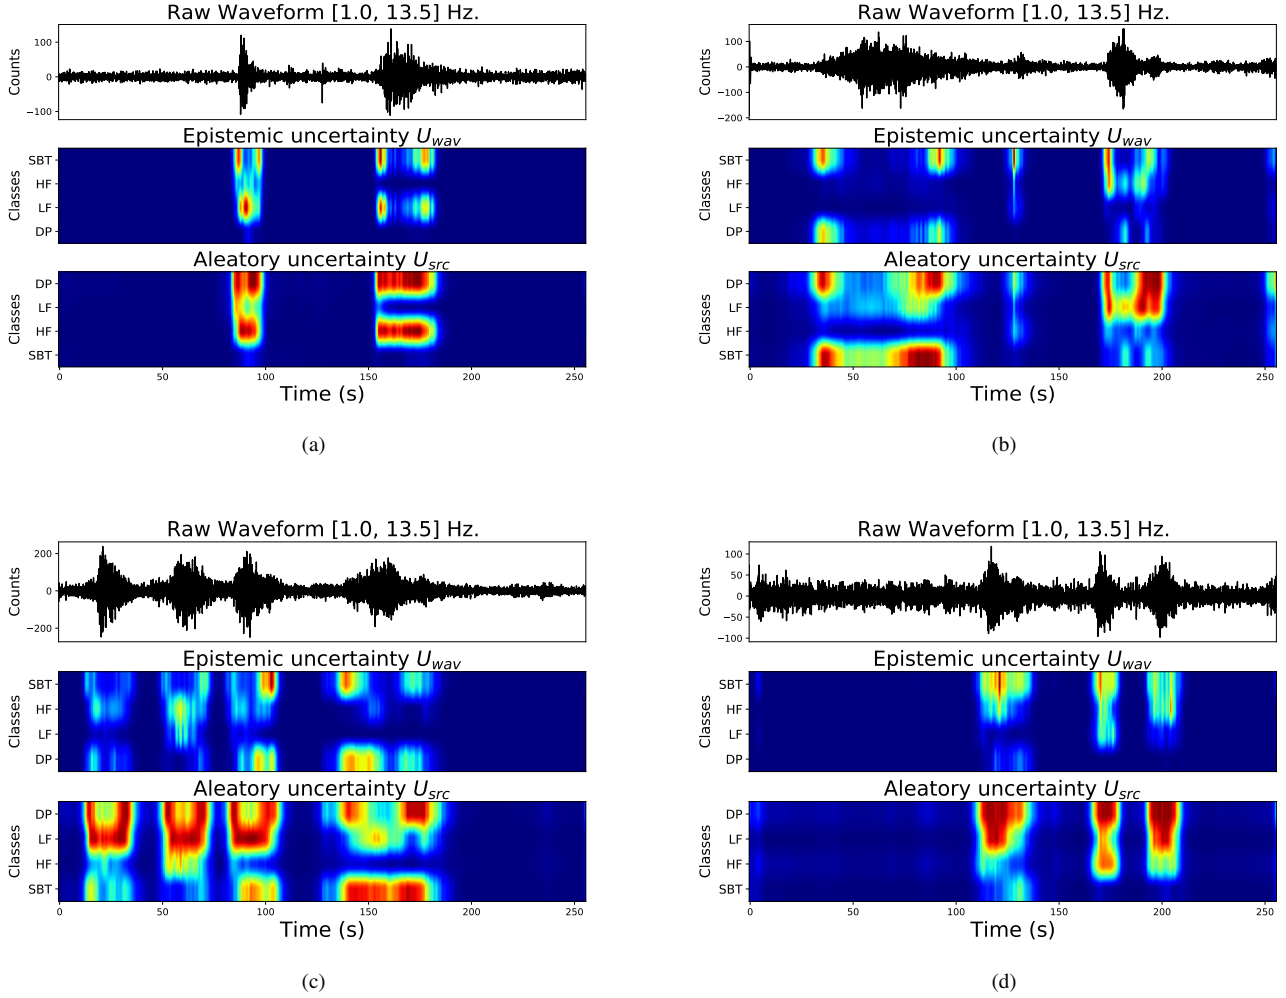 Raw Waveform [1.0, 13.5] Hz.
Counts
100
0
−100
Epistemic uncertainty U_wav
Classes
SBT
HF
LF
DP
Aleatory uncertainty U_src
Classes
DP
LF
HF
SBT
0 50 100 150 200 250
Time (s)
(a)
Raw Waveform [1.0, 13.5] Hz.
Counts
100
0
−100
−200
Epistemic uncertainty U_wav
Classes
SBT
HF
LF
DP
Aleatory uncertainty U_src
Classes
DP
LF
HF
SBT
0 50 100 150 200 250
Time (s)
(b)
Raw Waveform [1.0, 13.5] Hz.
Counts
200
0
−200
Epistemic uncertainty U_wav
Classes
SBT
HF
LF
DP
Aleatory uncertainty U_src
Classes
DP
LF
HF
SBT
0 50 100 150 200 250
Time (s)
(c)
Raw Waveform [1.0, 13.5] Hz.
Counts
100
50
0
−50
−100
Epistemic uncertainty U_wav
Classes
SBT
HF
LF
DP
Aleatory uncertainty U_src
Classes
DP
LF
HF
SBT
0 50 100 150 200 250
Time (s)
(d)